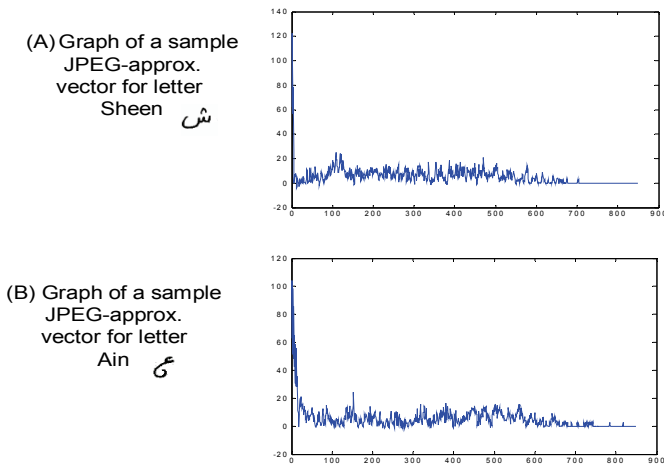 (A) Graph of a sample
JPEG-approx.
vector for letter
Sheen ش
140
120
100
80
60
40
20
0
-20
0 100 200 300 400 500 600 700 800 900
(B) Graph of a sample
JPEG-approx.
vector for letter
Ain ع
120
100
80
60
40
20
0
-20
0 100 200 300 400 500 600 700 800 900